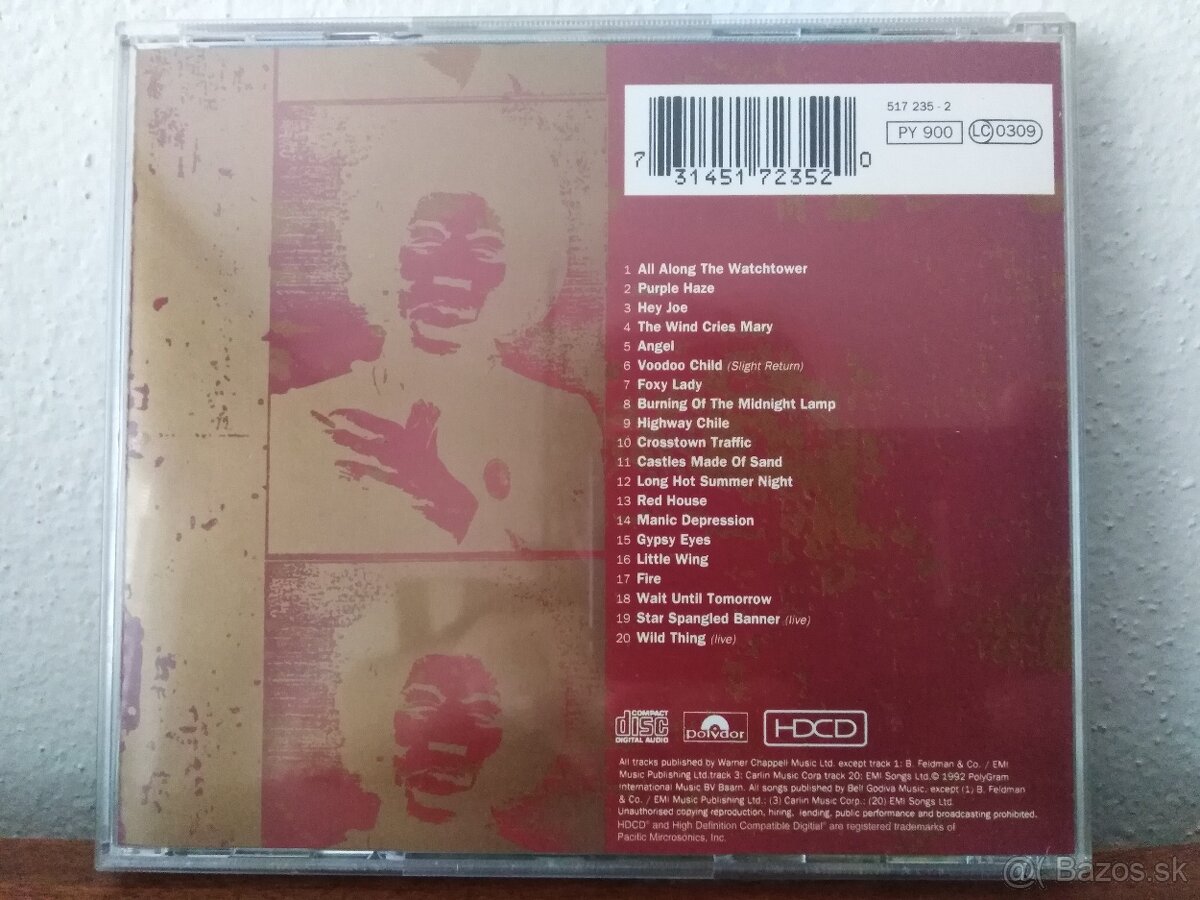 517 235 - 2
PY 900 LC 0309
7 31451 72352 0
1 All Along The Watchtower
2 Purple Haze
3 Hey Joe
4 The Wind Cries Mary
5 Angel
6 Voodoo Child (Slight Return)
7 Foxy Lady
8 Burning Of The Midnight Lamp
9 Highway Chile
10 Crosstown Traffic
11 Castles Made Of Sand
12 Long Hot Summer Night
13 Red House
14 Manic Depression
15 Gypsy Eyes
16 Little Wing
17 Fire
18 Wait Until Tomorrow
19 Star Spangled Banner (live)
20 Wild Thing (live)
COMPACT disc DIGITAL AUDIO polydor HDCD
All tracks published by Warner Chappell Music Ltd. except track 1: B. Feldman & Co. / EMI
Music Publishing Ltd.track 3: Carlin Music Corp track 20: EMI Songs Ltd.© 1992 PolyGram
International Music BV Baarn. All songs published by Bell Godiva Music, except (1) B. Feldman
& Co. / EMI Music Publishing Ltd.: (3) Carlin Music Corp.: (20) EMI Songs Ltd.
Unauthorised copying reproduction, hiring, lending, public performance and broadcasting prohibited.
HDCD® and High Definition Compatible Digitial® are registered trademarks of
Pacific Mircrosonics, Inc.
@( Bazos.sk